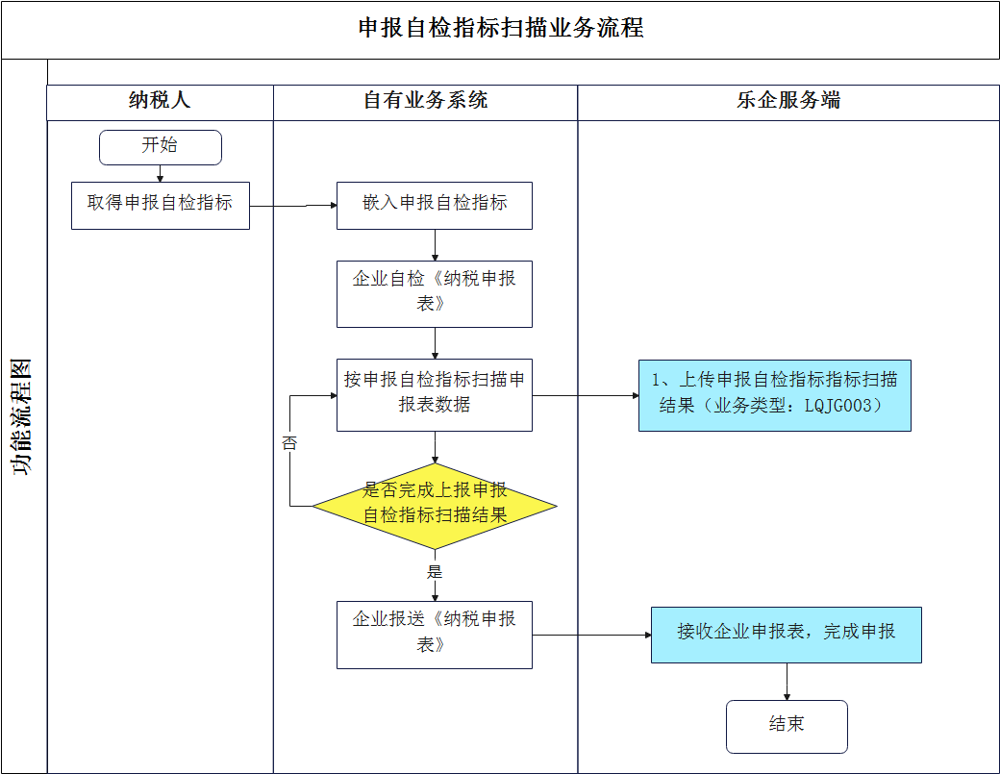 申报自检指标扫描业务流程
功能流程图
纳税人
自有业务系统
乐企服务端
开始
取得申报自检指标
嵌入申报自检指标
企业自检《纳税申报
表》
按申报自检指标扫描申
报表数据
1、上传申报自检指标指标扫描
结果（业务类型：LQJG003）
否
是否完成上报申报
自检指标扫描结果
是
企业报送《纳税申报
表》
接收企业申报表，完成申报
结束